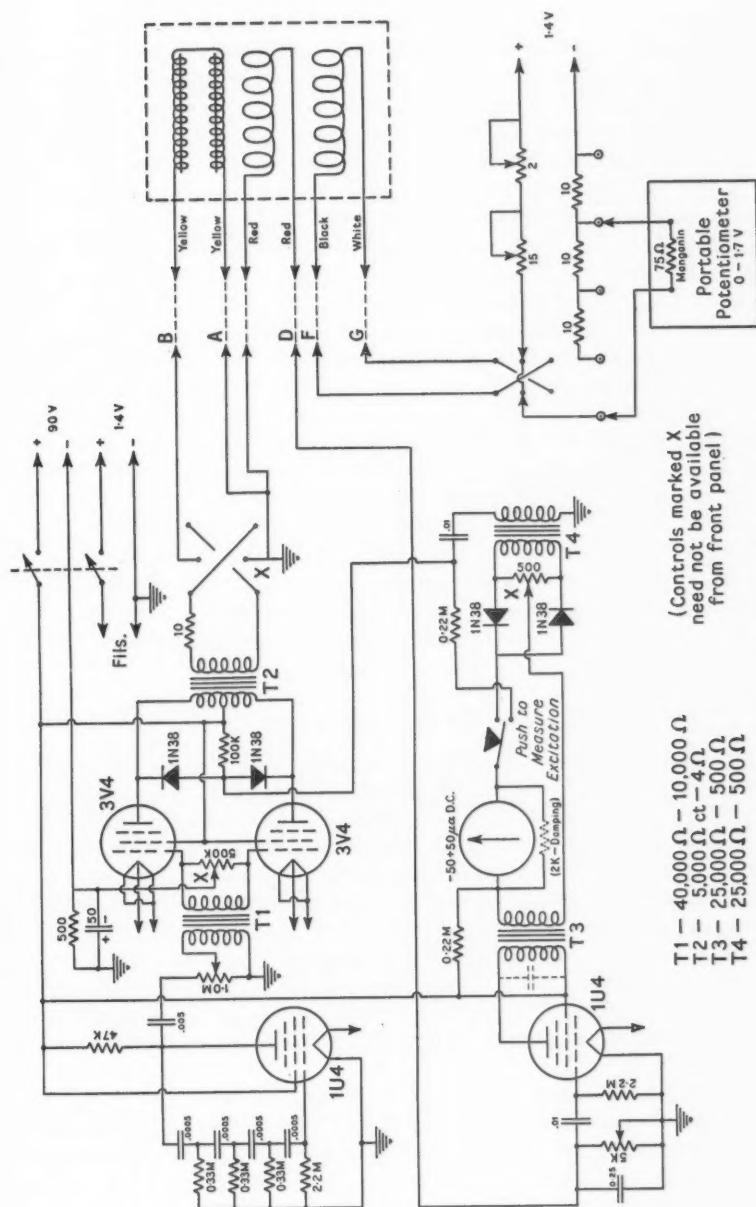 90V
+
-
1·4V
+
-
Fils.
500
50
+ -
3V4
3V4
X
500K
T1
1N38
1N38
100K
T2
10
X
B
A
D
F
G
Yellow
Yellow
Red
Red
Black
White
47K
.005
1·0M
.0005
.0005
.0005
.0005
0·33M
0·33M
0·33M
2·2M
1U4
15
2
+
1·4V
-
10
10
10
75Ω
Manganin
Portable
Potentiometer
0-1·7 V
0·22M
0·22M
-50+50µa D.C.
(2K-Damping)
Push to
Measure
Excitation
1N38
1N38
X
500
.01
T4
T3
1U4
.01
2·2M
5K
0·25
(Controls marked X
need not be available
from front panel)
T1 – 40,000 Ω – 10,000 Ω
T2 – 5,000 Ω ct – 4 Ω
T3 – 25,000 Ω – 500 Ω
T4 – 25,000 Ω – 500 Ω